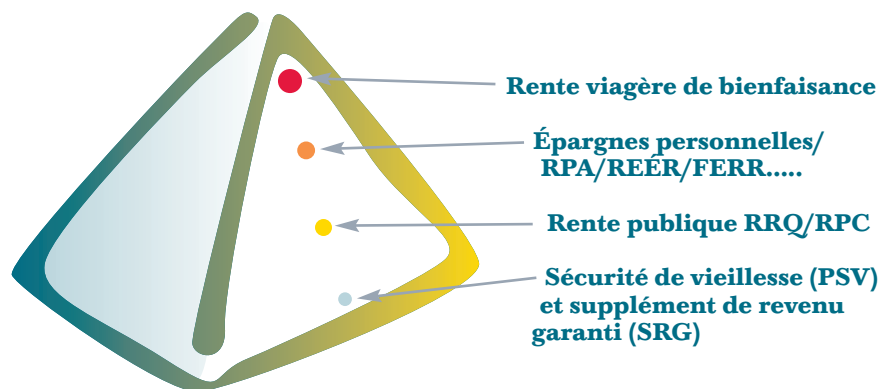 Rente viagère de bienfaisance
Épargnes personnelles/
RPA/REÉR/FERR.....
Rente publique RRQ/RPC
Sécurité de vieillesse (PSV)
et supplément de revenu
garanti (SRG)